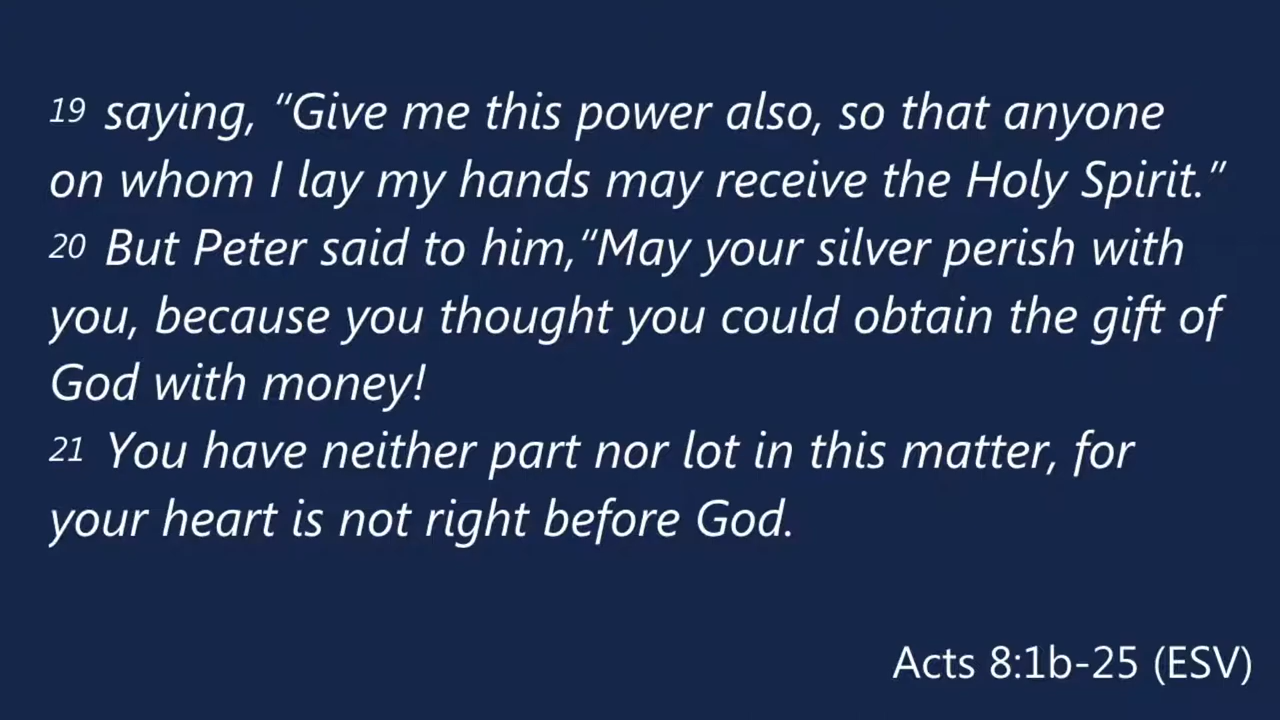 19 saying, “Give me this power also, so that anyone
on whom I lay my hands may receive the Holy Spirit.”
20 But Peter said to him,“May your silver perish with
you, because you thought you could obtain the gift of
God with money!
21 You have neither part nor lot in this matter, for
your heart is not right before God.
Acts 8:1b-25 (ESV)